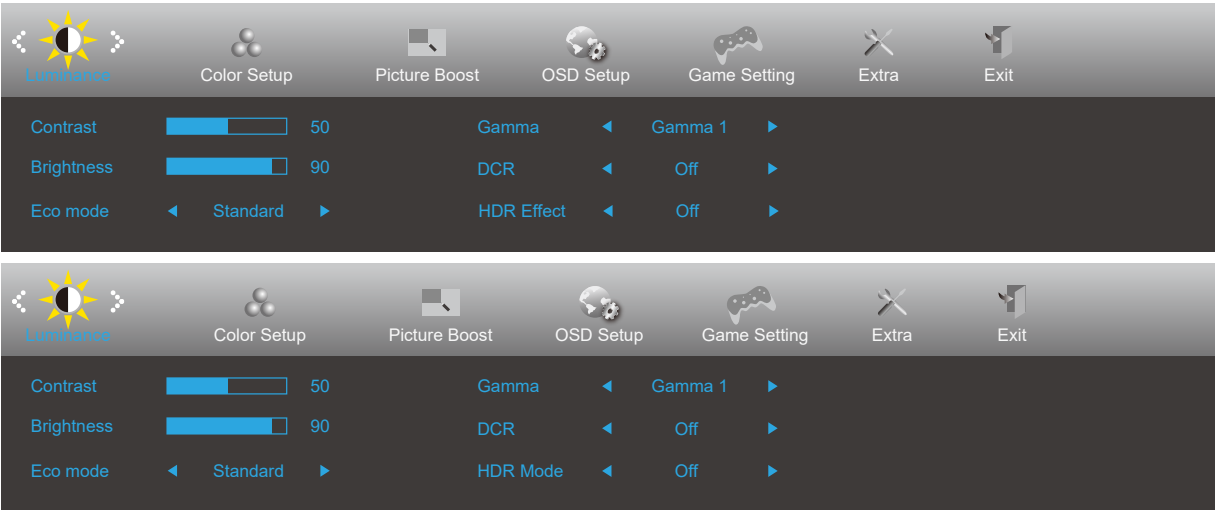 Luminance Color Setup Picture Boost OSD Setup Game Setting Extra Exit
Contrast 50 Gamma Gamma 1
Brightness 90 DCR Off
Eco mode Standard HDR Effect Off
Luminance Color Setup Picture Boost OSD Setup Game Setting Extra Exit
Contrast 50 Gamma Gamma 1
Brightness 90 DCR Off
Eco mode Standard HDR Mode Off